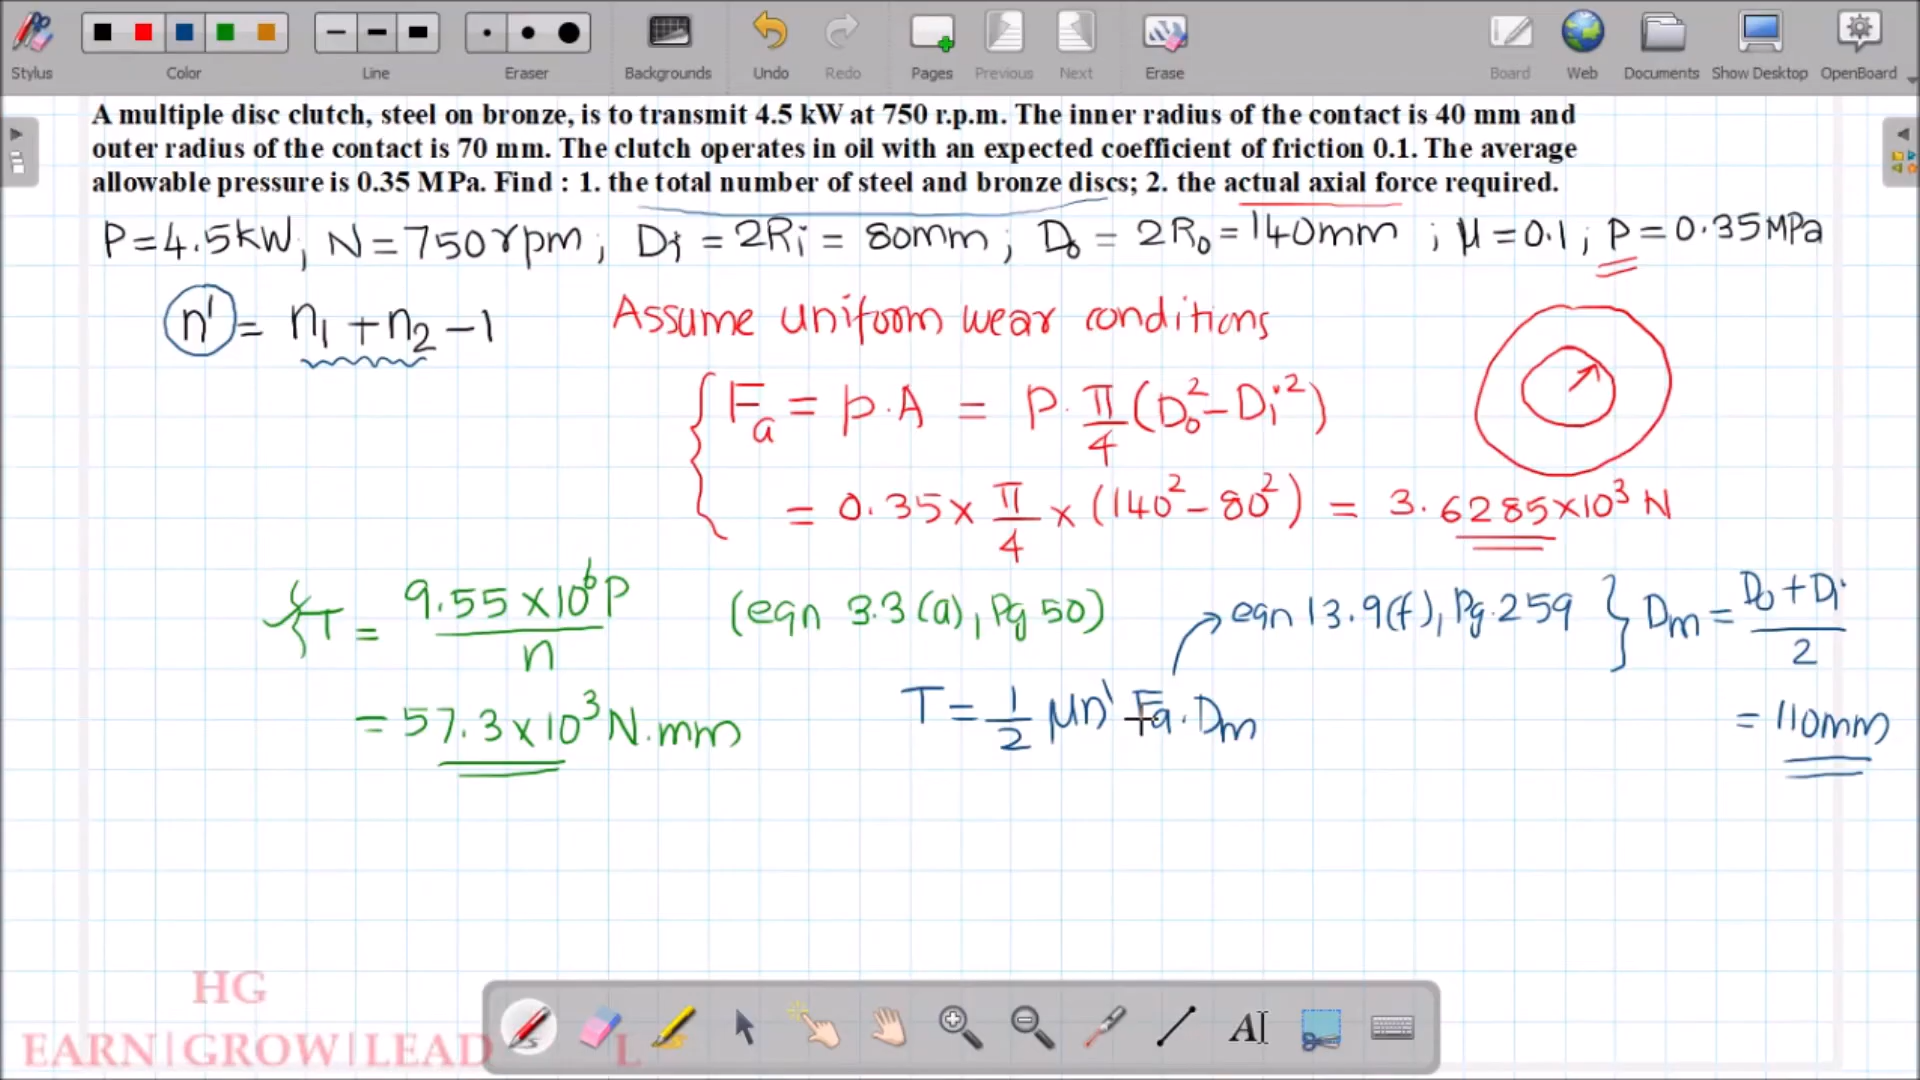 Stylus Color Line Eraser Backgrounds Undo Redo Pages Previous Next Erase Board Web Documents Show Desktop OpenBoard
A multiple disc clutch, steel on bronze, is to transmit 4.5 kW at 750 r.p.m. The inner radius of the contact is 40 mm and
outer radius of the contact is 70 mm. The clutch operates in oil with an expected coefficient of friction 0.1. The average
allowable pressure is 0.35 MPa. Find : 1. the total number of steel and bronze discs; 2. the actual axial force required.
P=4.5kW; N=750rpm; Di = 2Ri = 80mm; Do = 2Ro = 140mm ; μ=0.1; P=0.35MPa
n' = n1 + n2 - 1
Assume uniform wear conditions
Fa = p.A = P. π/4 (Do² - Di²)
= 0.35 x π/4 x (140² - 80²) = 3.6285x10³ N
T = 9.55 x10⁶ P / n (eqn 3.3(a), Pg 50)
= 57.3 x 10³ N.mm
eqn 13.9(f), Pg.259 } Dm = Do + Di / 2
T = 1/2 μn' Fa. Dm
= 110mm
HG
EARN|GROW|LEAD L
AI